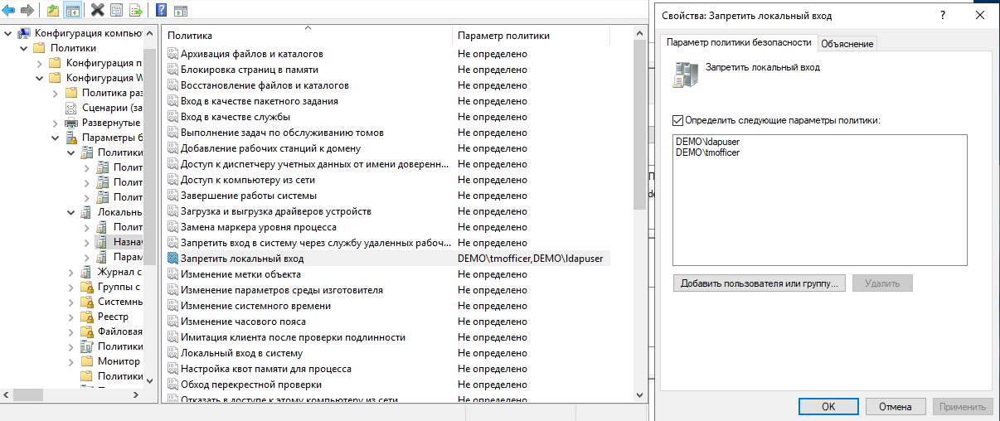 Конфигурация компьют
Политики
Конфигурация п
Конфигурация W
Политика раз
Сценарии (за
Развернутые
Параметры б
Политики
Полит
Полит
Полит
Локальнь
Полит
Назнач
Парам
Журнал с
Группы с
Системны
Реестр
Файловая
Политики
Монитор
Политики
Политика Параметр политики
Архивация файлов и каталогов Не определено
Блокировка страниц в памяти Не определено
Восстановление файлов и каталогов Не определено
Вход в качестве пакетного задания Не определено
Вход в качестве службы Не определено
Выполнение задач по обслуживанию томов Не определено
Добавление рабочих станций к домену Не определено
Доступ к диспетчеру учетных данных от имени доверенн... Не определено
Доступ к компьютеру из сети Не определено
Завершение работы системы Не определено
Загрузка и выгрузка драйверов устройств Не определено
Замена маркера уровня процесса Не определено
Запретить вход в систему через службу удаленных рабоч... Не определено
Запретить локальный вход DEMO\tmofficer,DEMO\ldapuser
Изменение метки объекта Не определено
Изменение параметров среды изготовителя Не определено
Изменение системного времени Не определено
Изменение часового пояса Не определено
Имитация клиента после проверки подлинности Не определено
Локальный вход в систему Не определено
Настройка квот памяти для процесса Не определено
Обход перекрестной проверки Не определено
Отказать в доступе к этому компьютеру из сети Не определено
Свойства: Запретить локальный вход
Параметр политики безопасности Объяснение
Запретить локальный вход
Определить следующие параметры политики:
DEMO\ldapuser
DEMO\tmofficer
Добавить пользователя или группу... Удалить
OK Отмена Применить